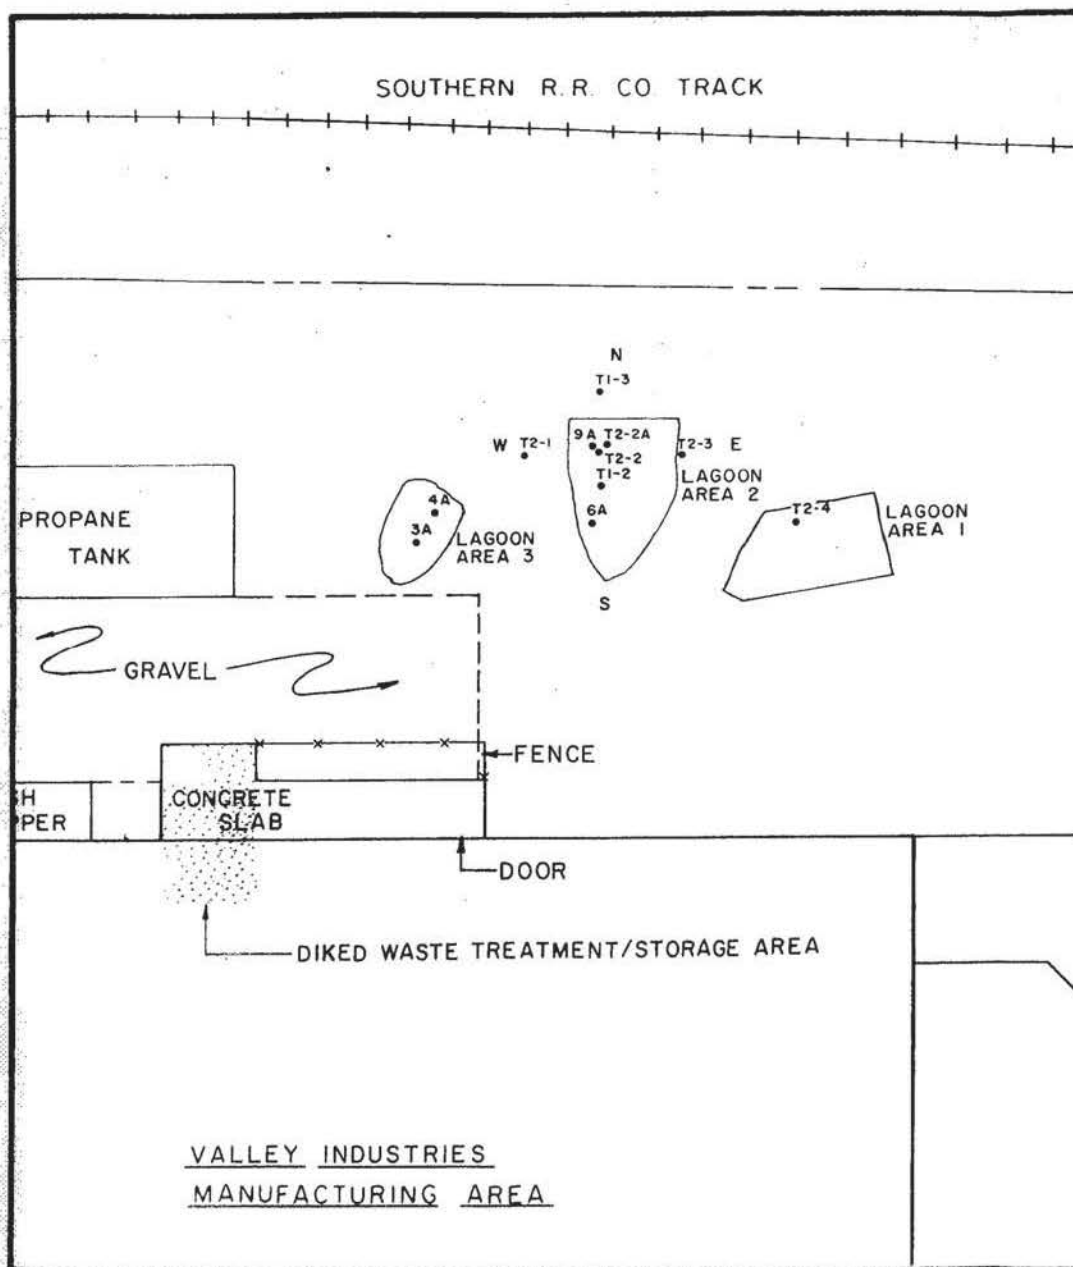 SOUTHERN R.R. CO TRACK
N
T1-3
W
T2-1
9A
T2-2A
T2-2
T2-3
E
T1-2
LAGOON
AREA 2
6A
S
4A
3A
LAGOON
AREA 3
T2-4
LAGOON
AREA 1
PROPANE
TANK
GRAVEL
FENCE
SH
PPER
CONCRETE
SLAB
DOOR
DIKED WASTE TREATMENT/STORAGE AREA
VALLEY INDUSTRIES
MANUFACTURING AREA